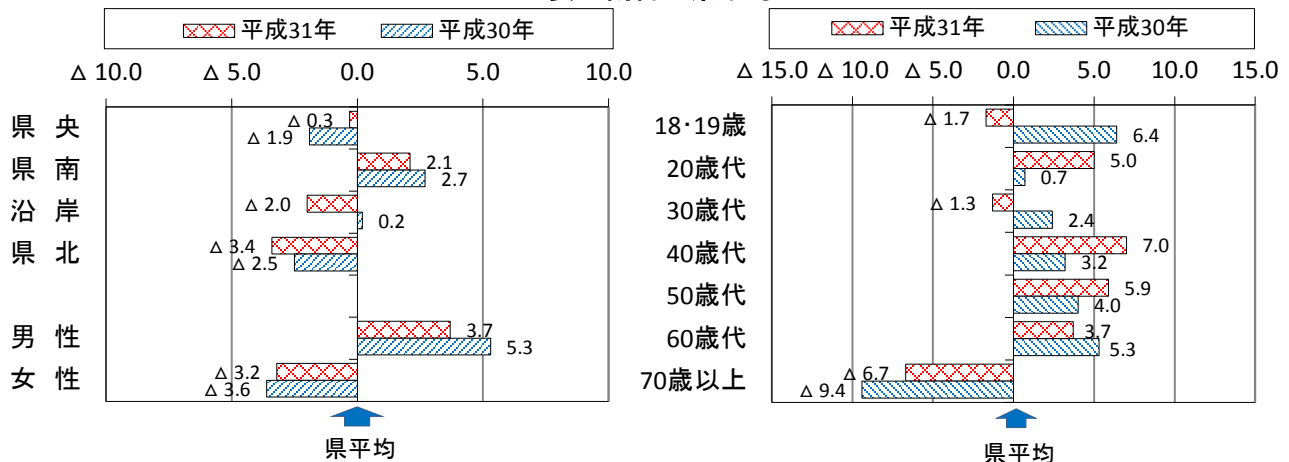 平成31年 平成30年
△ 10.0 △ 5.0 0.0 5.0 10.0
県 央 △ 0.3
△ 1.9
県 南 2.1
2.7
沿 岸 △ 2.0
0.2
県 北 △ 3.4
△ 2.5
男 性 3.7
5.3
女 性 △ 3.2
△ 3.6
県平均
平成31年 平成30年
△ 15.0 △ 10.0 △ 5.0 0.0 5.0 10.0 15.0
18･19歳 △ 1.7
6.4
20歳代 5.0
0.7
30歳代 △ 1.3
2.4
40歳代 7.0
3.2
50歳代 5.9
4.0
60歳代 3.7
5.3
70歳以上 △ 6.7
△ 9.4
県平均